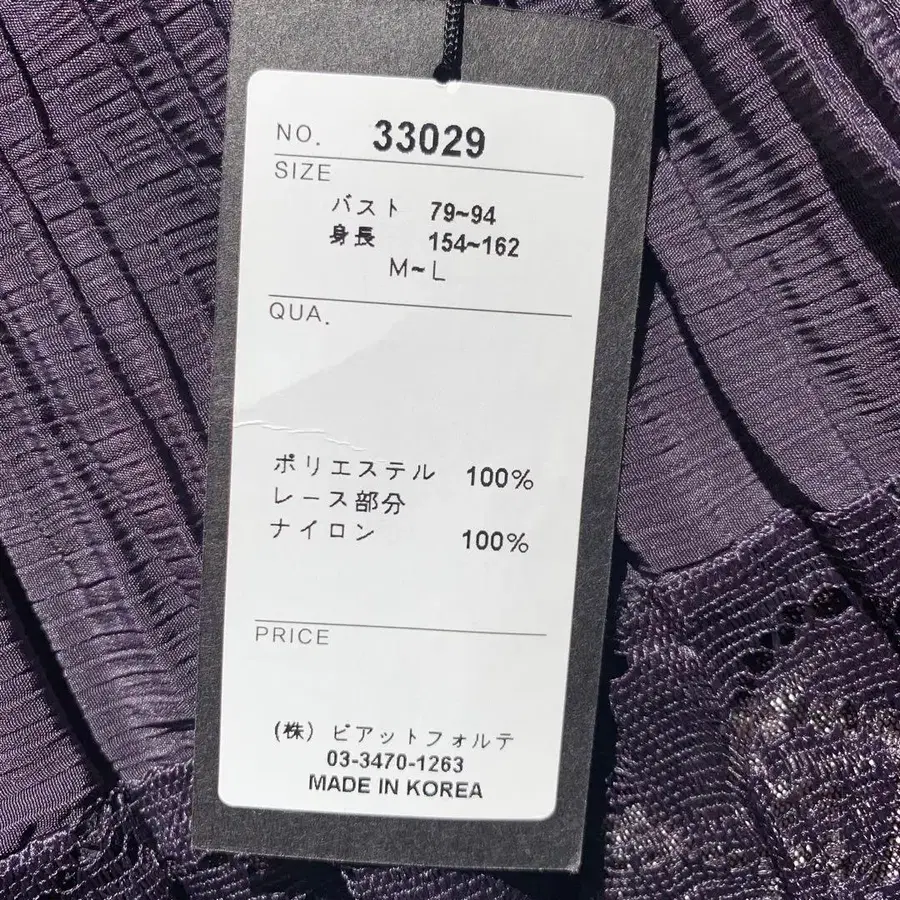 NO. 33029
SIZE
バスト 79~94
身長 154~162
M~L
QUA.
ポリエステル 100%
レース部分
ナイロン 100%
PRICE
(株) ピアットフォルテ
03-3470-1263
MADE IN KOREA